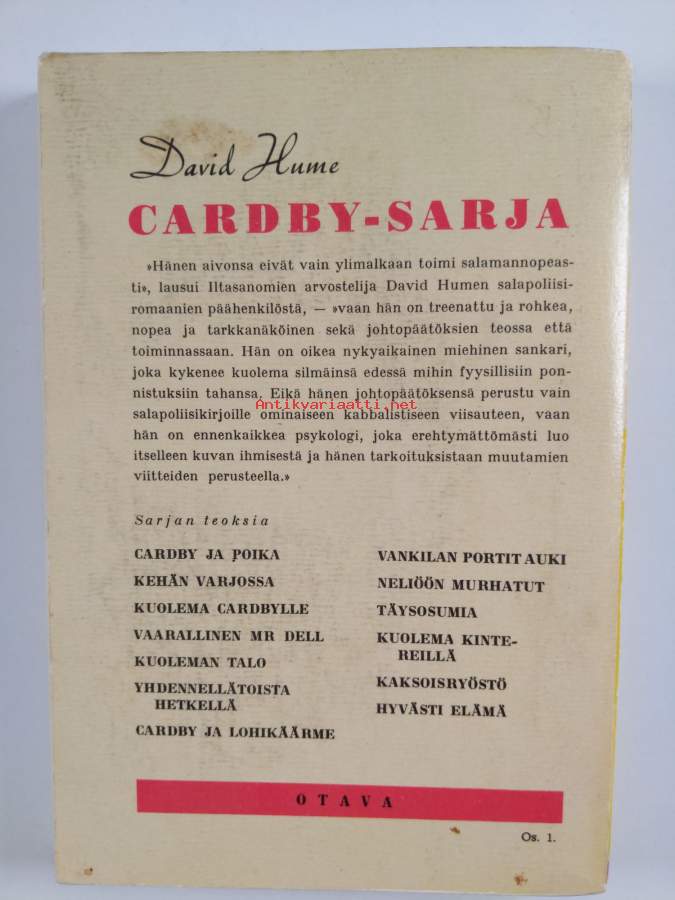 David Hume
CARDBY-SARJA
»Hänen aivonsa eivät vain ylimalkaan toimi salamannopeas-
ti», lausui Iltasanomien arvostelija David Humen salapoliisi-
romaanien päähenkilöstä, — »vaan hän on treenattu ja rohkea,
nopea ja tarkkanäköinen sekä johtopäätöksien teossa että
toiminnassaan. Hän on oikea nykyaikainen miehinen sankari,
joka kykenee kuolema silmäinsä edessä mihin fyysillisiin pon-
nistuksiin tahansa. Eikä hänen johtopäätöksensä perustu vain
Antikvariaatti.net
salapoliisikirjoille ominaiseen kabbalistiseen viisauteen, vaan
hän on ennenkaikkea psykologi, joka erehtymättömästi luo
itselleen kuvan ihmisestä ja hänen tarkoituksistaan muutamien
viitteiden perusteella.»
Sarjan teoksia
CARDBY JA POIKA
KEHÄN VARJOSSA
KUOLEMA CARDBYLLE
VAARALLINEN MR DELL
KUOLEMAN TALO
YHDENNELLÄTOISTA
HETKELLÄ
CARDBY JA LOHIKÄÄRME
VANKILAN PORTIT AUKI
NELIÖÖN MURHATUT
TÄYSOSUMIA
KUOLEMA KINTE-
REILLÄ
KAKSOISRYÖSTÖ
HYVÄSTI ELÄMÄ
OTAVA
Os. 1.